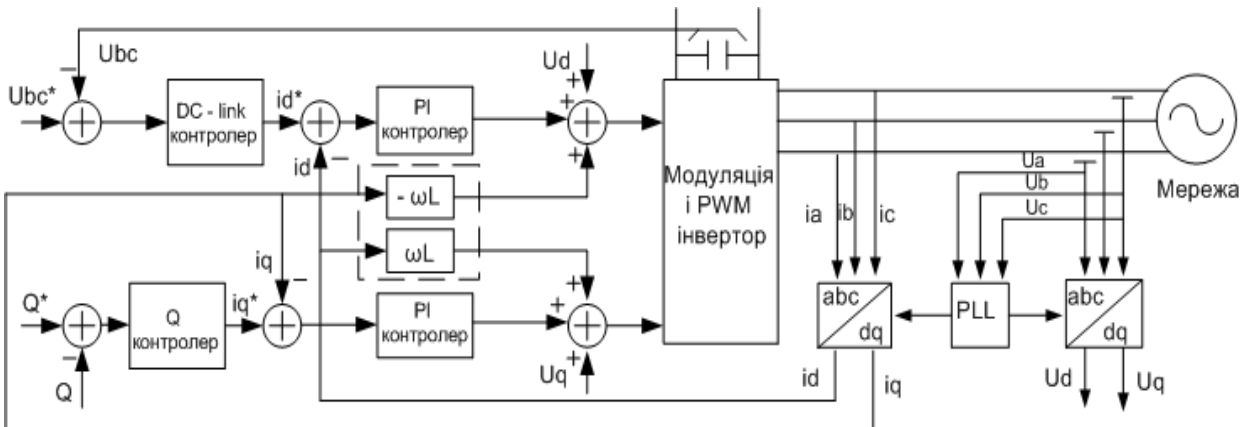 Ubc
Ud
+
+
+
Ubc*
−
DC - link
контролер
id*
−
id
PI
контролер
- ωL
ωL
iq
−
Q*
−
Q
Q
контролер
iq*
PI
контролер
+
+
+
Uq
Модуляція
і PWM
інвертор
Мережа
Ua
Ub
Uc
ia
ib
ic
abc
dq
PLL
abc
dq
id
iq
Ud
Uq